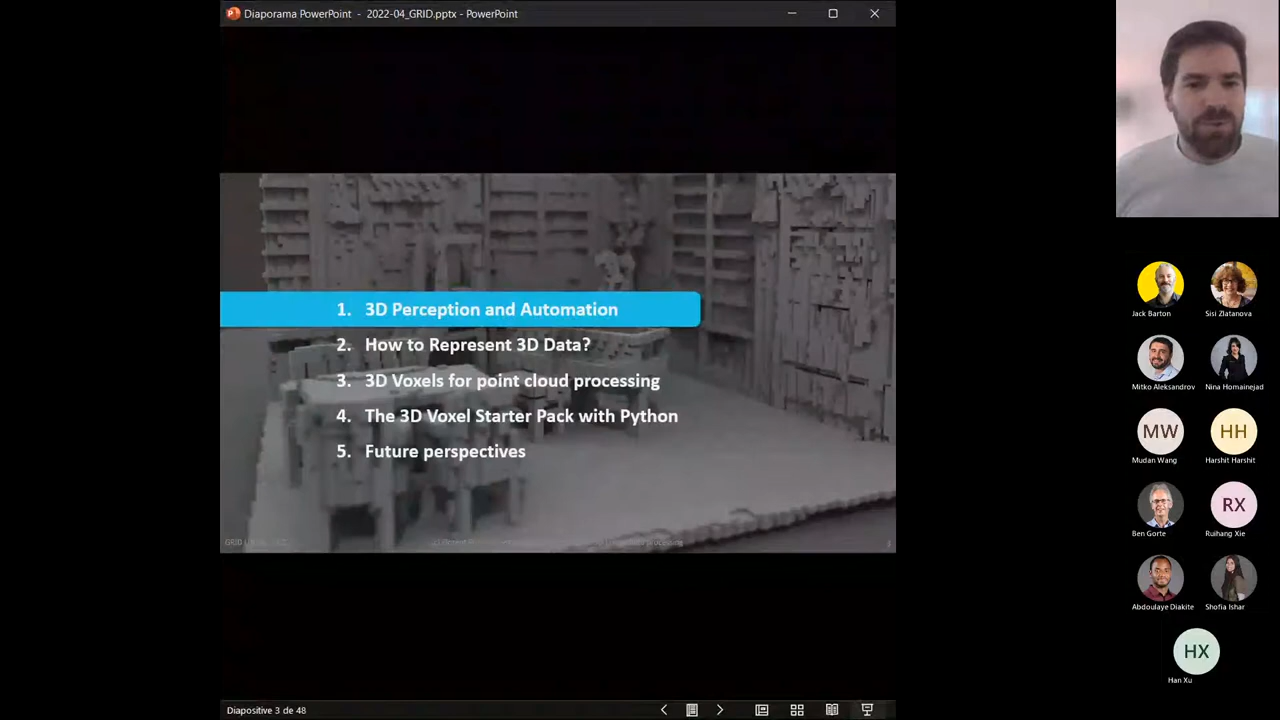 Diaporama PowerPoint - 2022-04_GRID.pptx - PowerPoint
1. 3D Perception and Automation
2. How to Represent 3D Data?
3. 3D Voxels for point cloud processing
4. The 3D Voxel Starter Pack with Python
5. Future perspectives
Diapositive 3 de 48
Jack Barton
Sisi Zlatanova
Mitko Aleksandrov
Nina Homainejad
MW
HH
Mudan Wang
Harshit Harshit
RX
Ben Gorte
Ruihang Xie
Abdoulaye Diakite
Shofia Ishar
HX
Han Xu